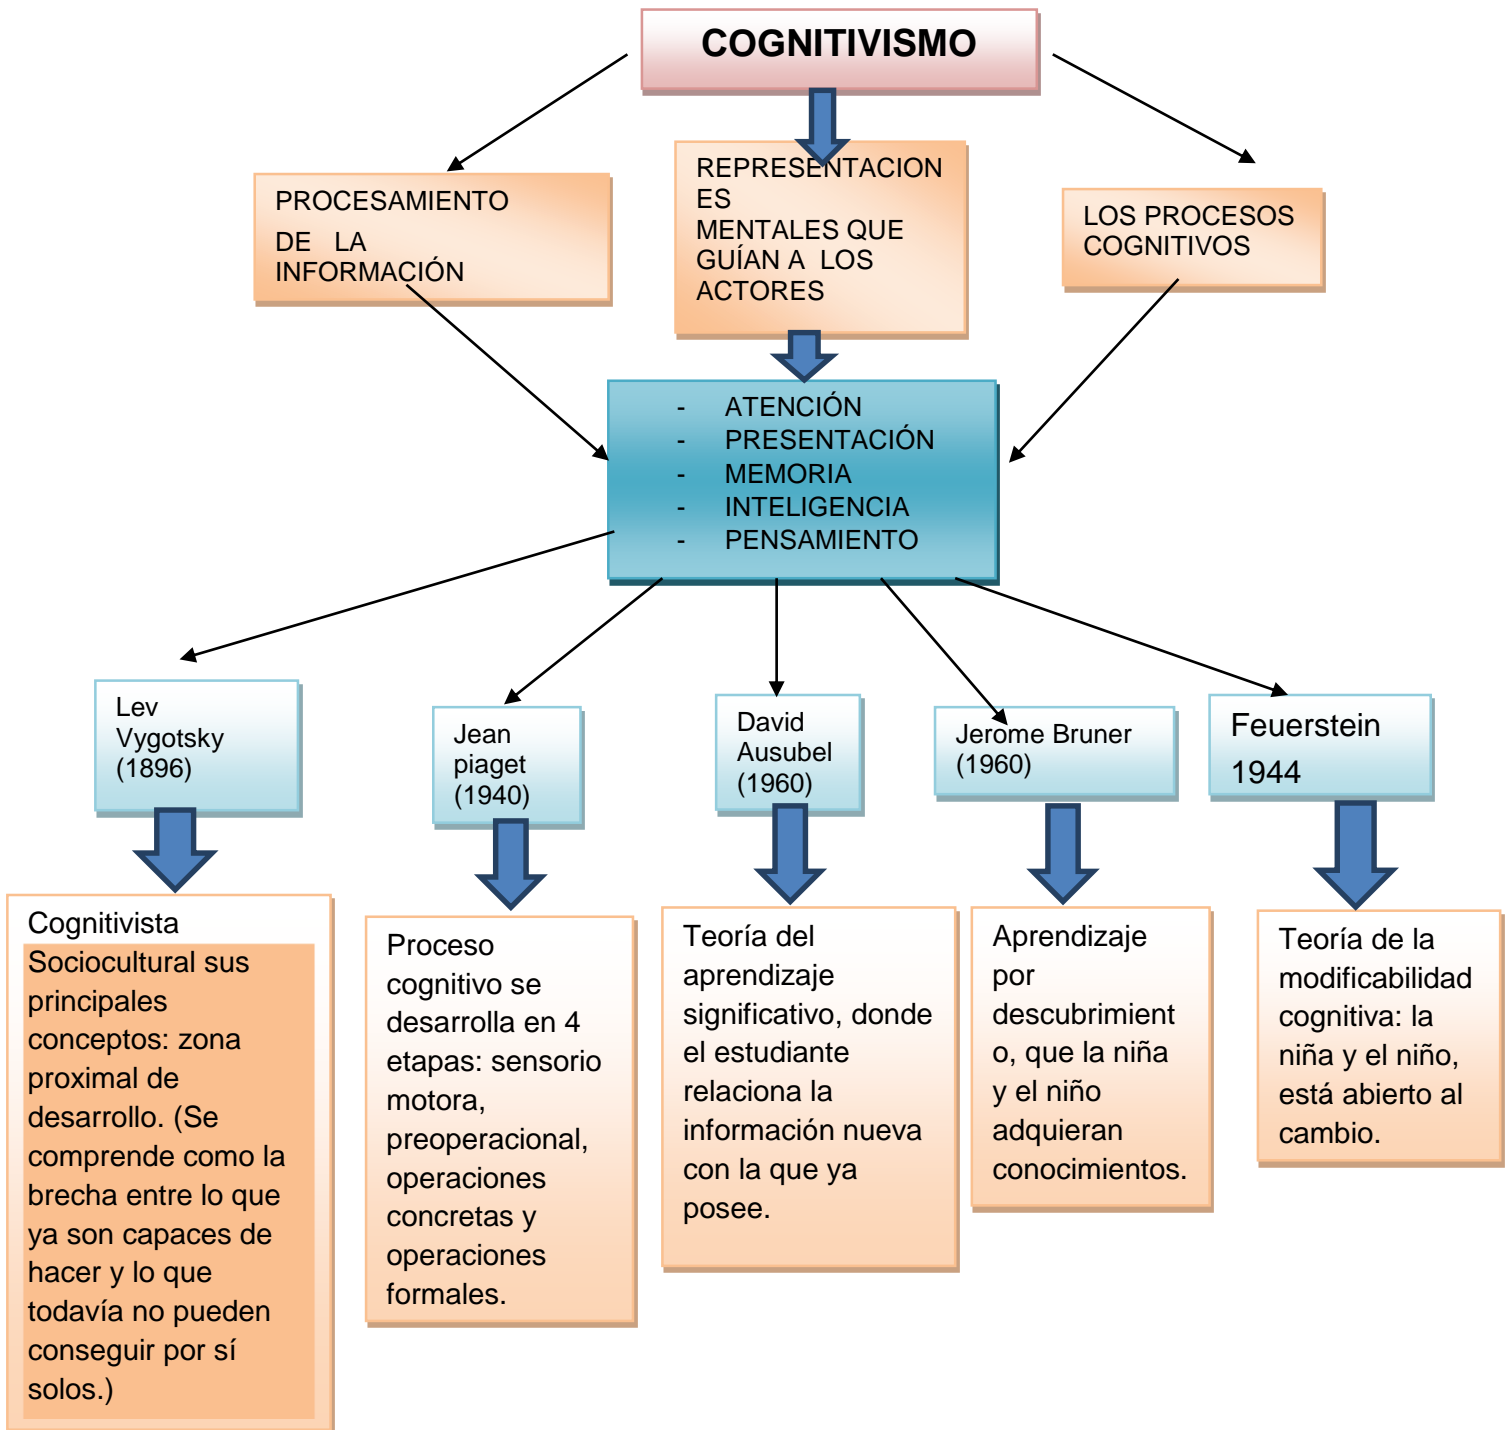 COGNITIVISMO
PROCESAMIENTO
DE LA
INFORMACIÓN
REPRESENTACION
ES
MENTALES QUE
GUÍAN A LOS
ACTORES
LOS PROCESOS
COGNITIVOS
- ATENCIÓN
- PRESENTACIÓN
- MEMORIA
- INTELIGENCIA
- PENSAMIENTO
Lev
Vygotsky
(1896)
Jean
piaget
(1940)
David
Ausubel
(1960)
Jerome Bruner
(1960)
Feuerstein
1944
Cognitivista
Sociocultural sus
principales
conceptos: zona
proximal de
desarrollo. (Se
comprende como la
brecha entre lo que
ya son capaces de
hacer y lo que
todavía no pueden
conseguir por sí
solos.)
Proceso
cognitivo se
desarrolla en 4
etapas: sensorio
motora,
preoperacional,
operaciones
concretas y
operaciones
formales.
Teoría del
aprendizaje
significativo, donde
el estudiante
relaciona la
información nueva
con la que ya
posee.
Aprendizaje
por
descubrimient
o, que la niña
y el niño
adquieran
conocimientos.
Teoría de la
modificabilidad
cognitiva: la
niña y el niño,
está abierto al
cambio.